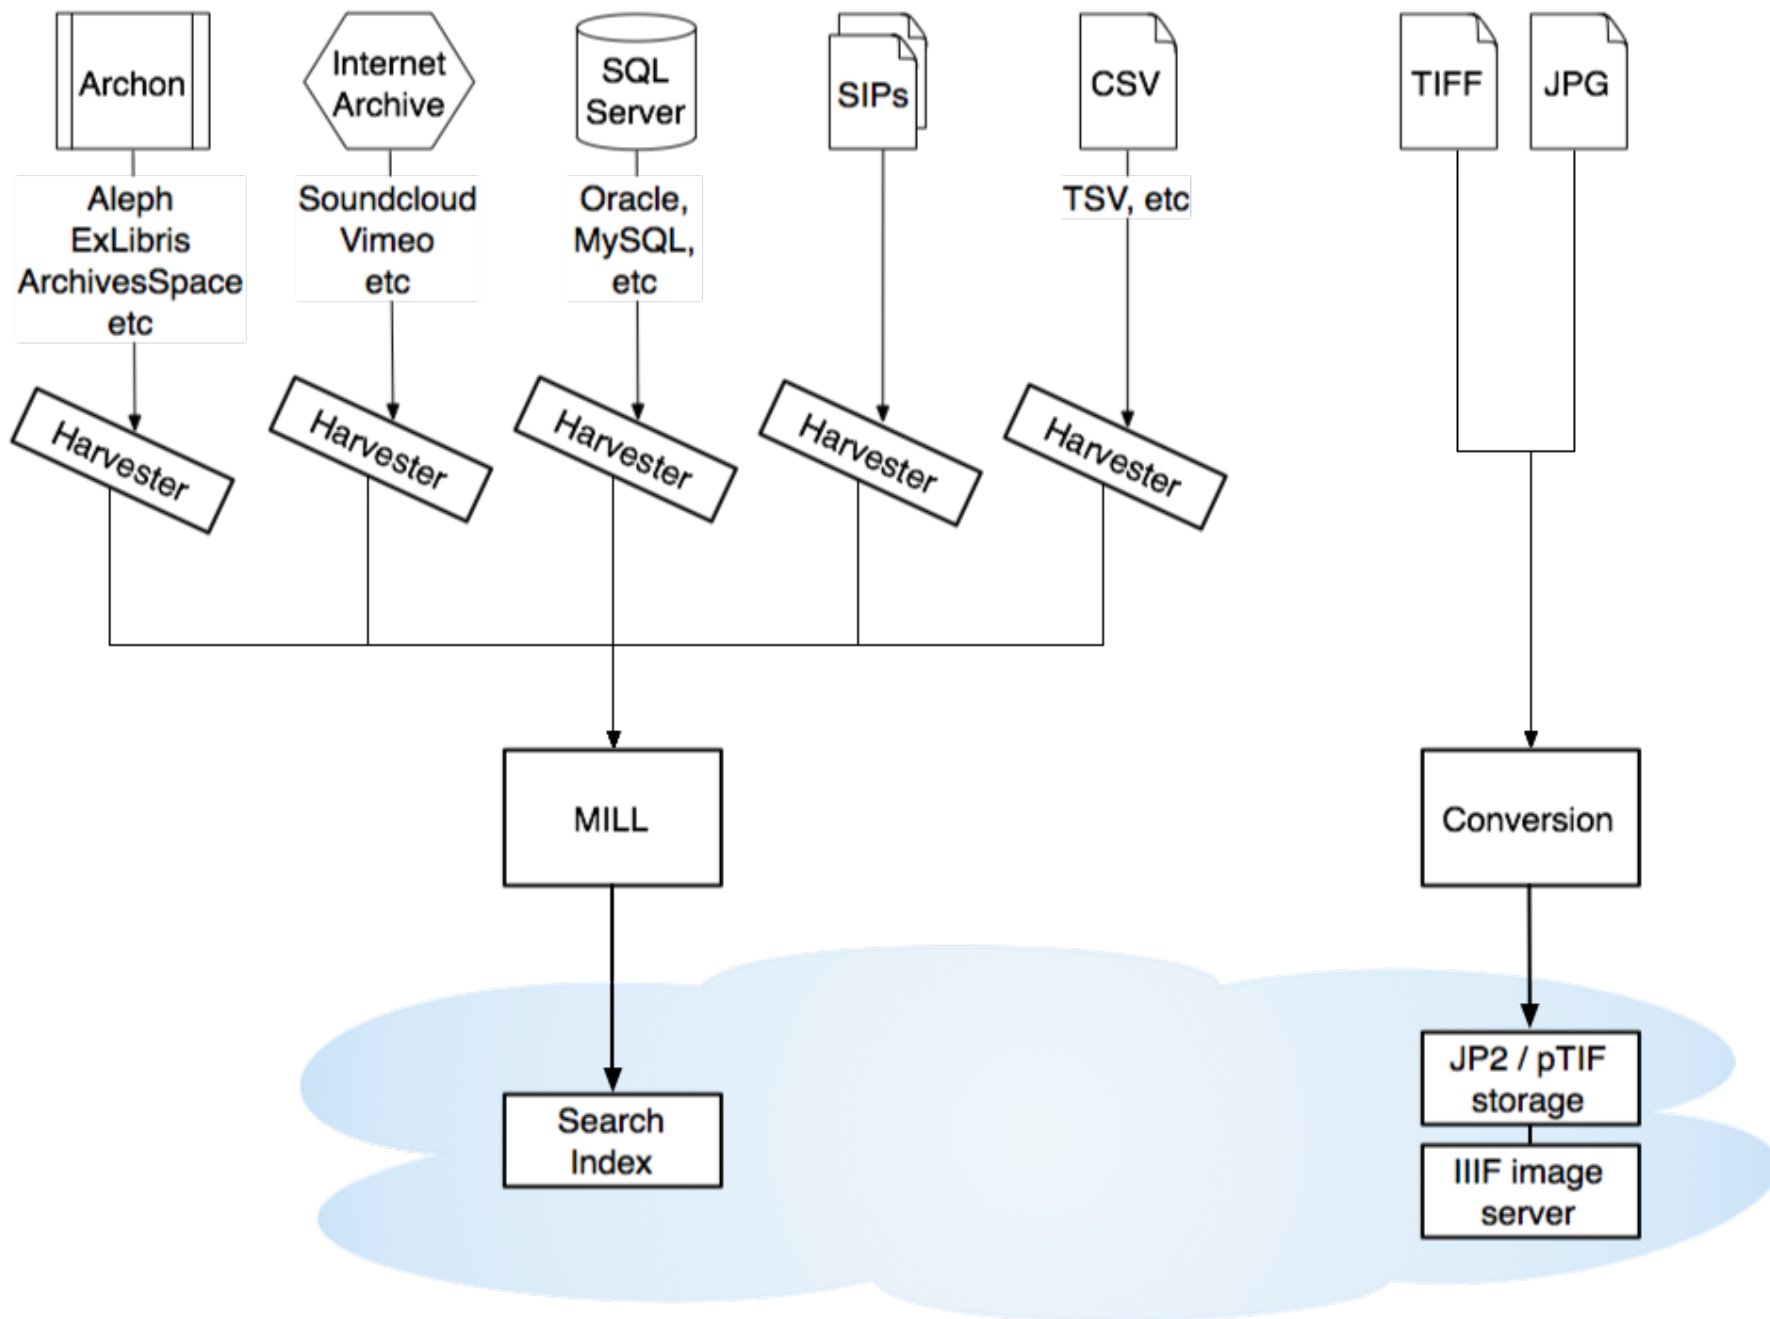 Archon
Internet
Archive
SQL
Server
SIPs
CSV
TIFF
JPG
Aleph
ExLibris
ArchivesSpace
etc
Soundcloud
Vimeo
etc
Oracle,
MySQL,
etc
TSV, etc
Harvester
Harvester
Harvester
Harvester
Harvester
MILL
Conversion
Search
Index
JP2 / pTIF
storage
IIIF image
server